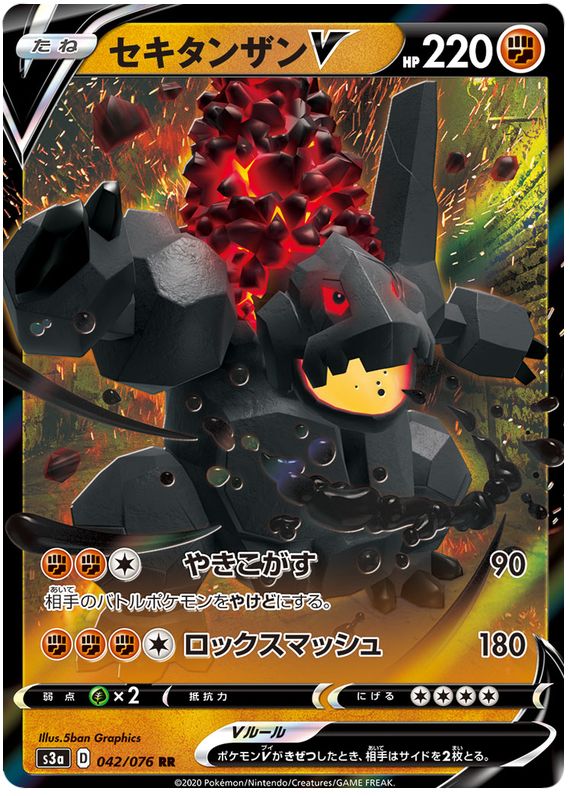 たね セキタンザンV HP 220
やきこがす 90
相手のバトルポケモンをやけどにする。
ロックスマッシュ 180
弱点 ×2 抵抗力 にげる
Illus.5ban Graphics
Vルール
s3a D 042/076 RR
ポケモンVがきぜつしたとき、相手はサイドを2枚とる。
©2020 Pokémon/Nintendo/Creatures/GAME FREAK.